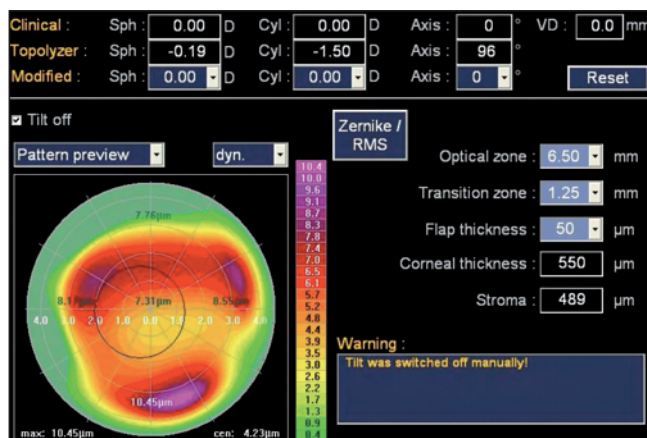 Clinical : Sph : 0.00 D Cyl : 0.00 D Axis : 0 ° VD : 0.0 mm
Topolyzer : Sph : -0.19 D Cyl : -1.50 D Axis : 96 °
Modified : Sph : 0.00 D Cyl : 0.00 D Axis : 0 ° Reset
Tilt off
Pattern preview dyn.
Zernike /
RMS
Optical zone : 6.50 mm
Transition zone : 1.25 mm
Flap thickness : 50 µm
Corneal thickness : 550 µm
Stroma : 489 µm
Warning :
Tilt was switched off manually!
7.76µm
8.17µm 7.31µm 8.55µm
4.0 3.0 2.0 1.0 0.0 1.0 2.0 3.0 4.0
10.45µm
max: 10.45µm cen: 4.23µm
10.4
10.0
9.6
9.1
8.7
8.3
7.8
7.4
7.0
6.5
6.1
5.7
5.2
4.8
4.4
3.9
3.5
3.0
2.6
2.2
1.7
1.3
0.9
0.4